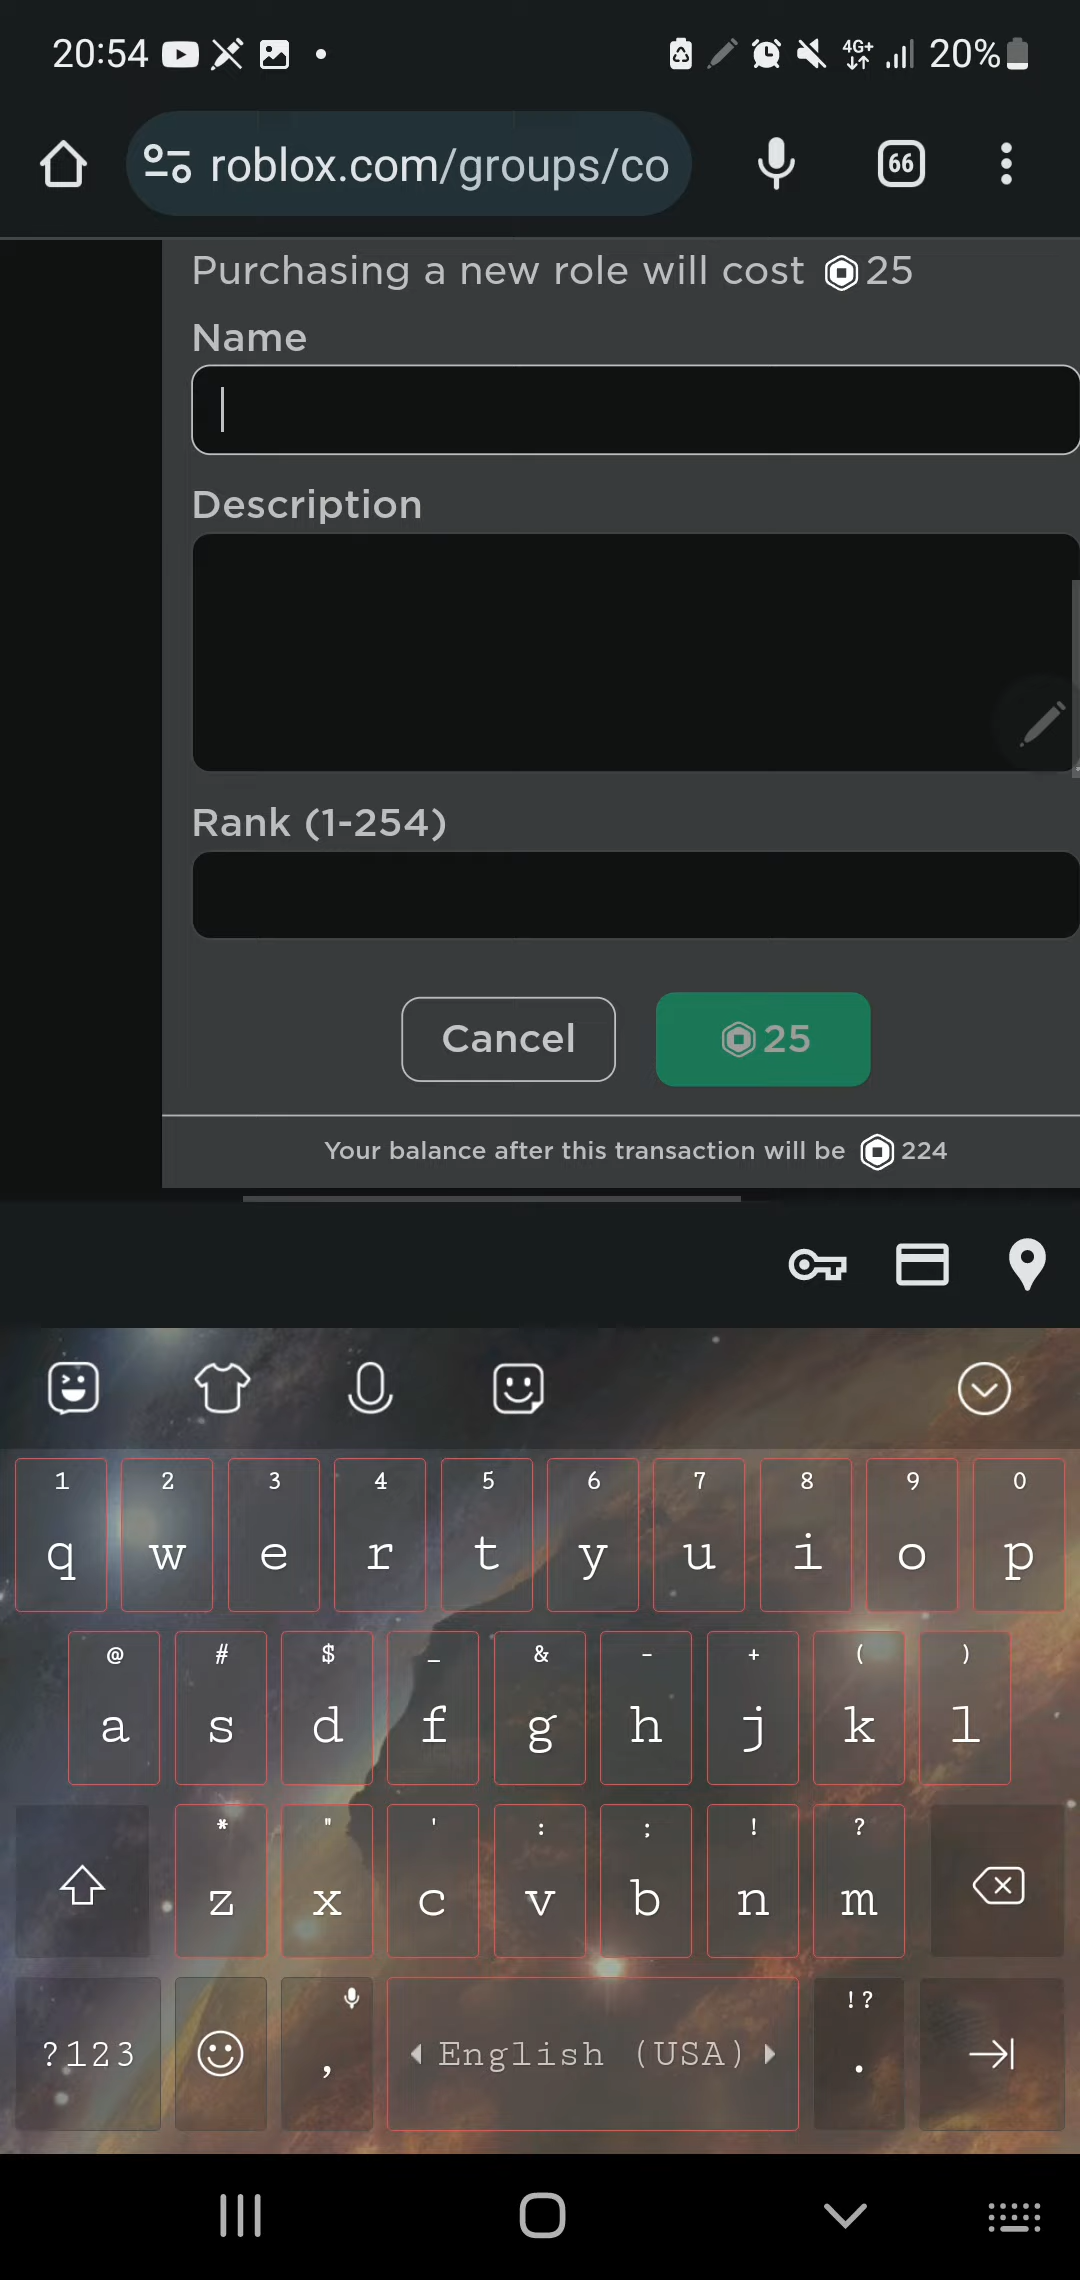 20:54 4G+ 20%
roblox.com/groups/co 66
Purchasing a new role will cost 25
Name
Description
Rank (1-254)
Cancel 25
Your balance after this transaction will be 224
1 2 3 4 5 6 7 8 9 0
q w e r t y u i o p
@ # $ _ & - + ( )
a s d f g h j k l
* " ' : ; ! ?
z x c v b n m
!?
?123 , English (USA) .